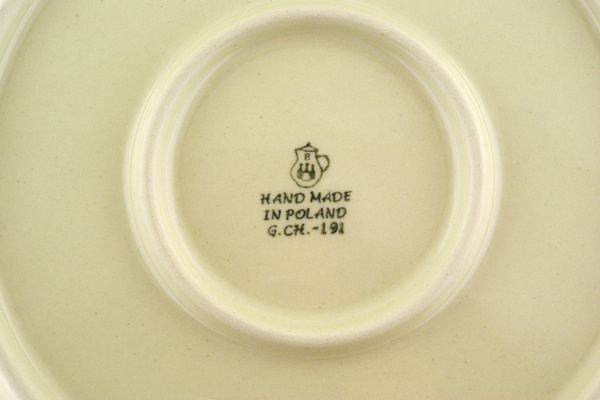 B
HAND MADE
IN POLAND
G.CH.-191